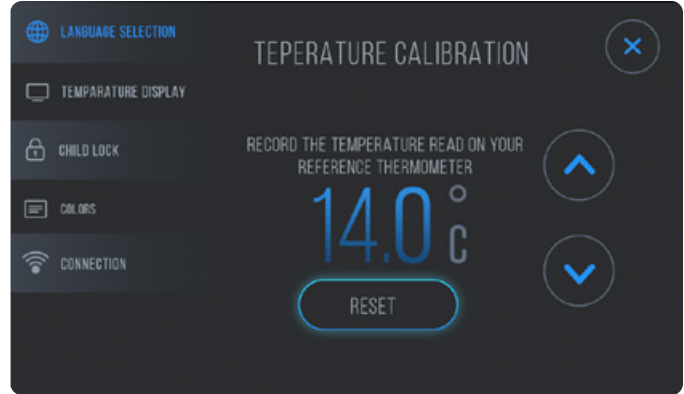 LANGUAGE SELECTION
TEMPARATURE DISPLAY
CHILD LOCK
COLORS
CONNECTION
TEPERATURE CALIBRATION
RECORD THE TEMPERATURE READ ON YOUR
REFERENCE THERMOMETER
14.0 °C
RESET